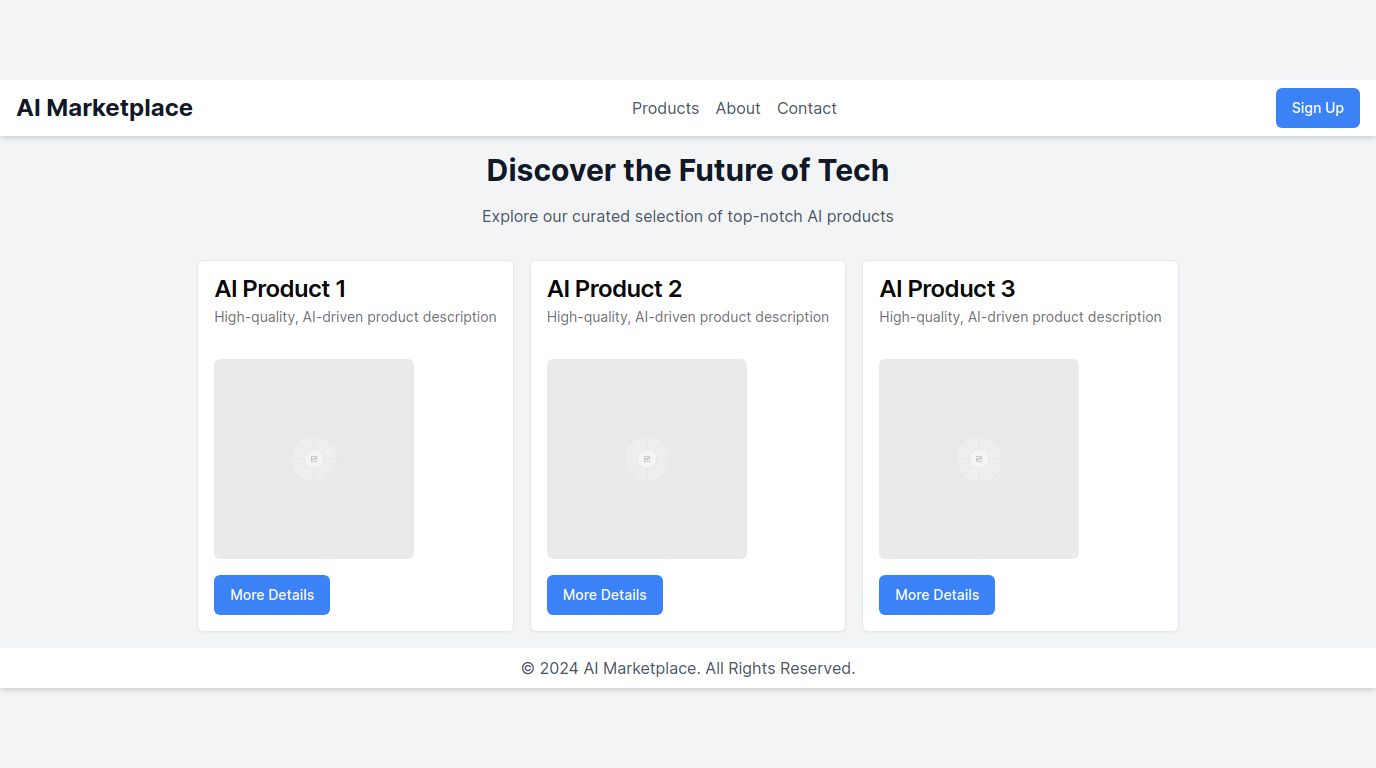 AI Marketplace
Products About Contact
Sign Up
Discover the Future of Tech
Explore our curated selection of top-notch AI products
AI Product 1
High-quality, AI-driven product description
More Details
AI Product 2
High-quality, AI-driven product description
More Details
AI Product 3
High-quality, AI-driven product description
More Details
© 2024 AI Marketplace. All Rights Reserved.